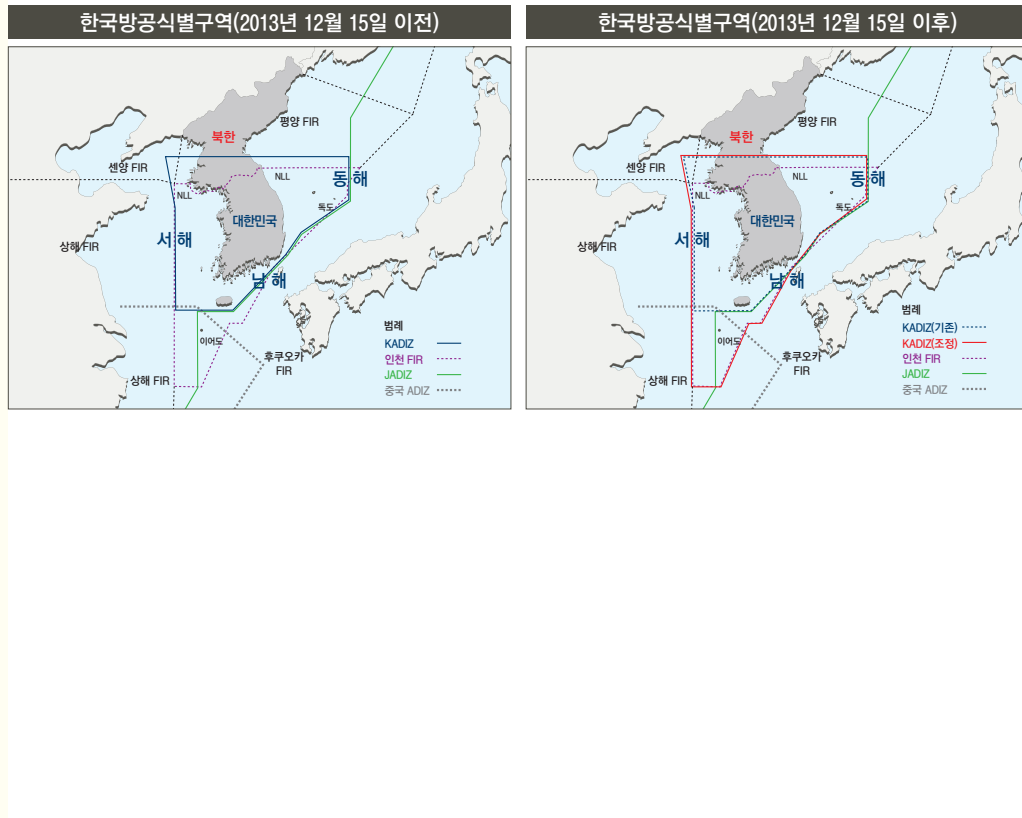 한국방공식별구역(2013년 12월 15일 이전)
평양 FIR
북한
센양 FIR
NLL
동해
NLL
독도
대한민국
서해
상해 FIR
남해
범례
이어도
KADIZ
후쿠오카
FIR
인천 FIR
상해 FIR
JADIZ
중국 ADIZ
한국방공식별구역(2013년 12월 15일 이후)
평양 FIR
북한
센양 FIR
NLL
동해
NLL
독도
대한민국
서해
상해 FIR
남해
범례
이어도
KADIZ(기존)
KADIZ(조정)
후쿠오카
FIR
인천 FIR
상해 FIR
JADIZ
중국 ADIZ